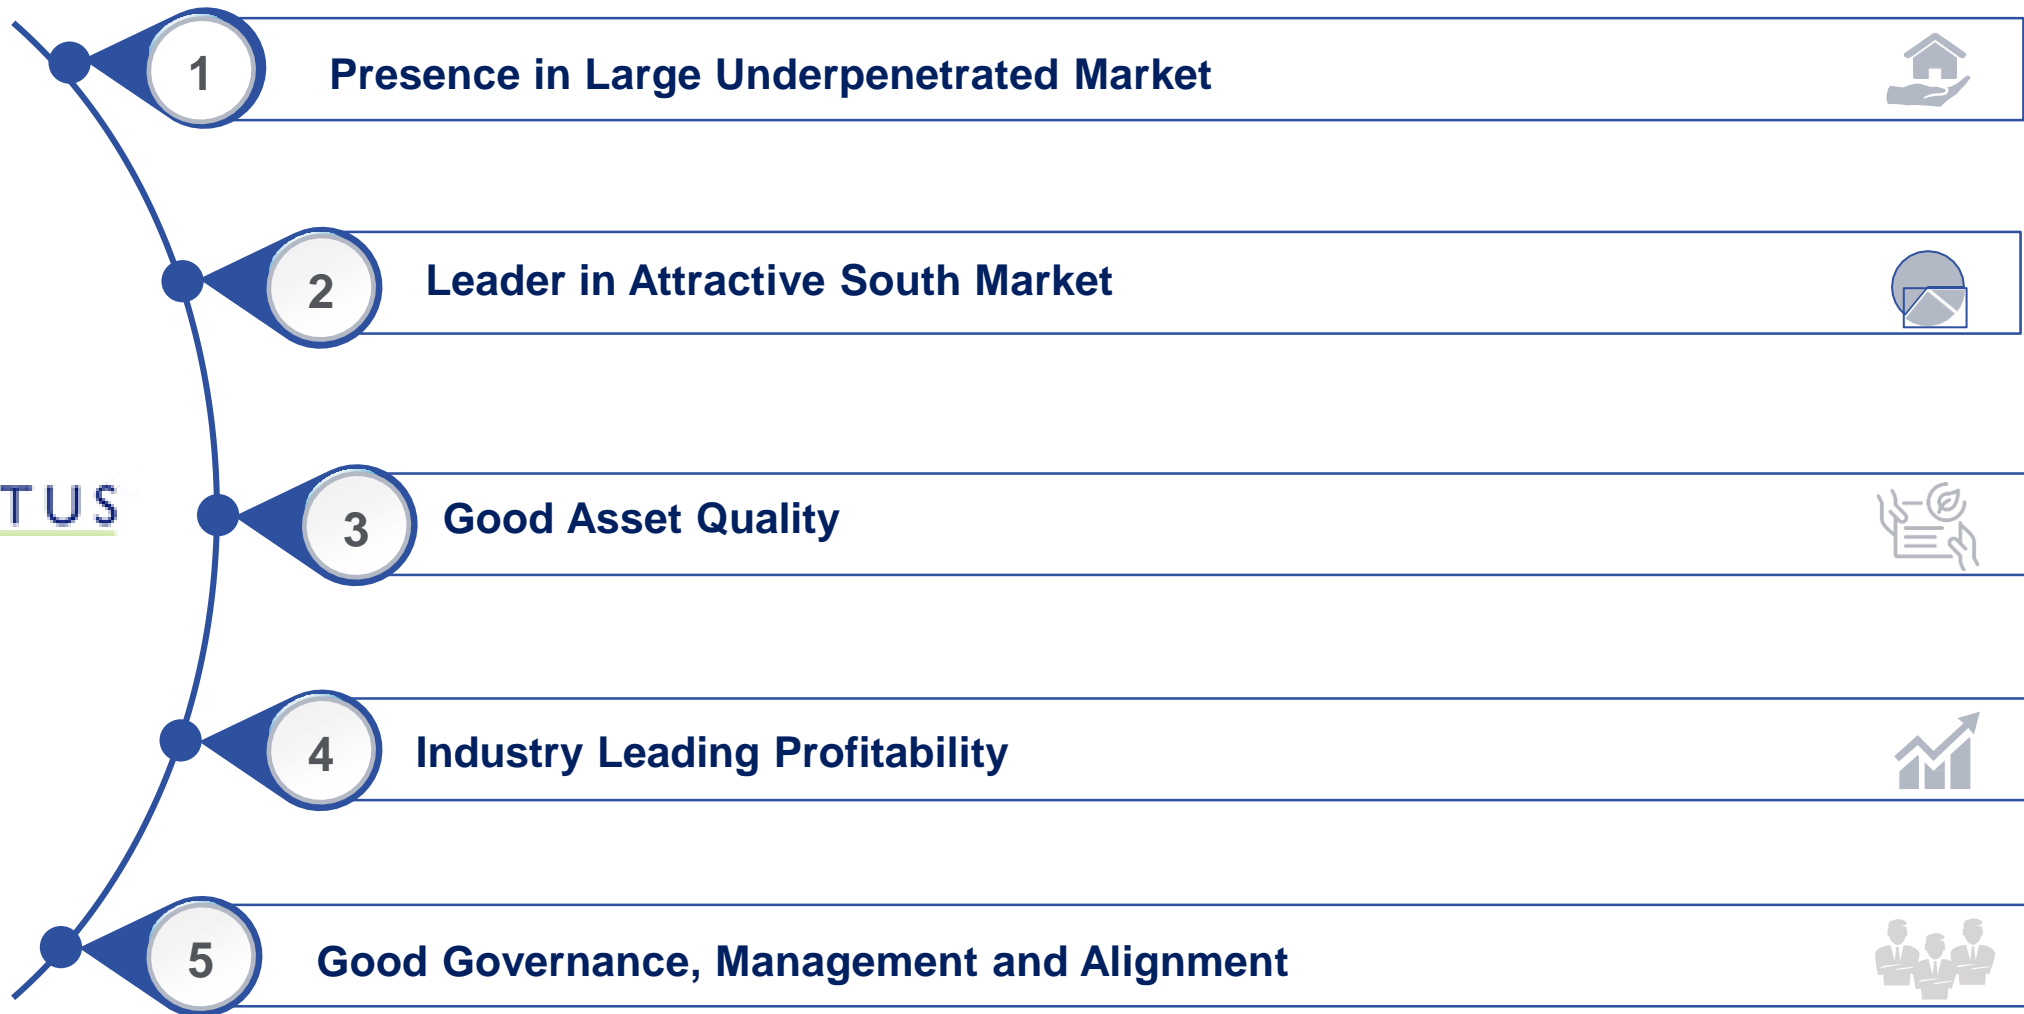 1
Presence in Large Underpenetrated Market
2
Leader in Attractive South Market
TUS
3
Good Asset Quality
4
Industry Leading Profitability
5
Good Governance, Management and Alignment